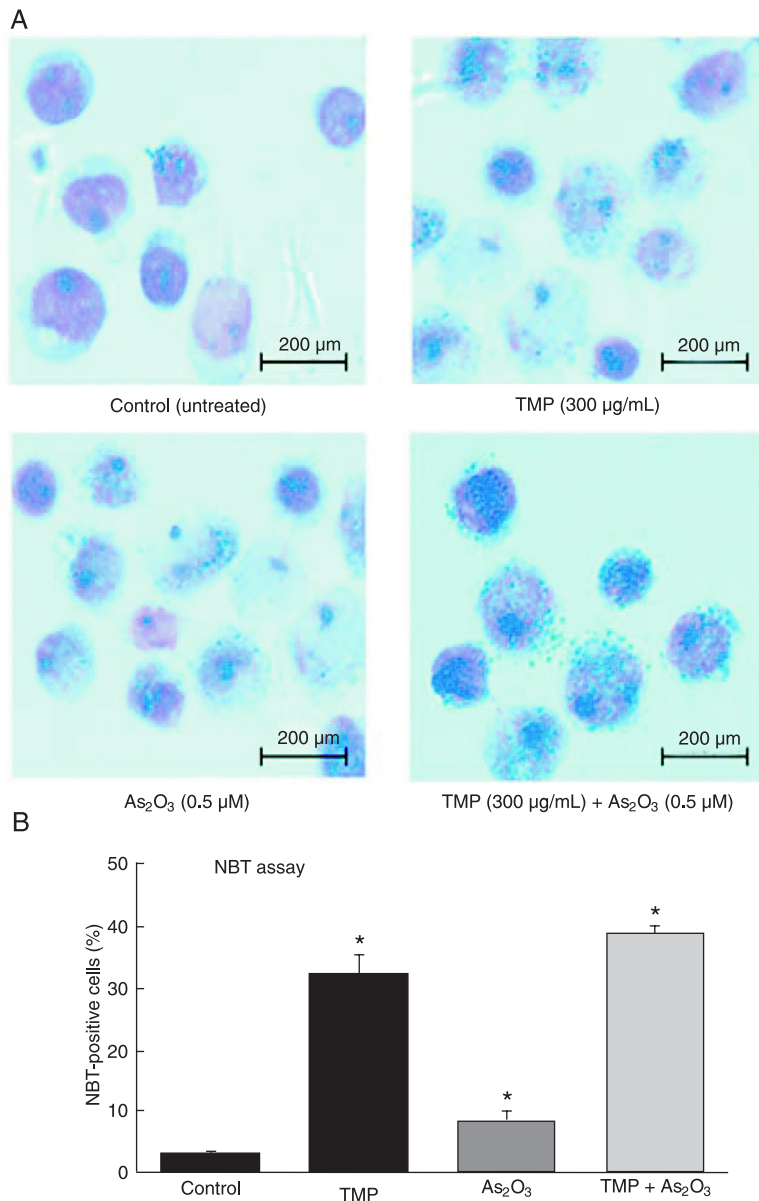 A
200 µm
200 µm
Control (untreated)
TMP (300 µg/mL)
200 µm
200 µm
As₂O₃ (0.5 µM)
TMP (300 µg/mL) + As₂O₃ (0.5 µM)
B
NBT assay
NBT-positive cells (%)
50
40
30
20
10
0
*
*
*
Control
TMP
As₂O₃
TMP + As₂O₃